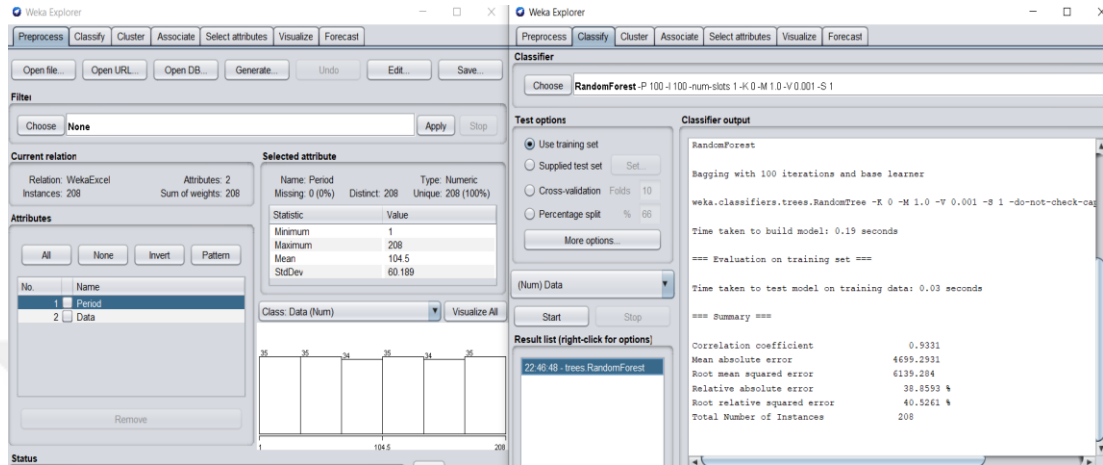 Weka Explorer
Preprocess Classify Cluster Associate Select attributes Visualize Forecast
Open file... Open URL... Open DB... Generate... Undo Edit... Save...
Filter
Choose None Apply Stop
Current relation
Relation: WekaExcel Attributes: 2
Instances: 208 Sum of weights: 208
Attributes
All None Invert Pattern
No. Name
1 Period
2 Data
Remove
Status
Selected attribute
Name: Period Type: Numeric
Missing: 0 (0%) Distinct: 208 Unique: 208 (100%)
Statistic Value
Minimum 1
Maximum 208
Mean 104.5
StdDev 60.189
Class: Data (Num) Visualize All
35 35 34 35 34 35
1 104.5 208
Weka Explorer
Preprocess Classify Cluster Associate Select attributes Visualize Forecast
Classifier
Choose RandomForest -P 100 -I 100 -num-slots 1 -K 0 -M 1.0 -V 0.001 -S 1
Test options
Use training set
Supplied test set Set...
Cross-validation Folds 10
Percentage split % 66
More options...
(Num) Data
Start Stop
Result list (right-click for options)
22:46:48 - trees.RandomForest
Classifier output
RandomForest
Bagging with 100 iterations and base learner
weka.classifiers.trees.RandomTree -K 0 -M 1.0 -V 0.001 -S 1 -do-not-check-cap
Time taken to build model: 0.19 seconds
=== Evaluation on training set ===
Time taken to test model on training data: 0.03 seconds
=== Summary ===
Correlation coefficient 0.9331
Mean absolute error 4699.2931
Root mean squared error 6139.284
Relative absolute error 38.8593 %
Root relative squared error 40.5261 %
Total Number of Instances 208